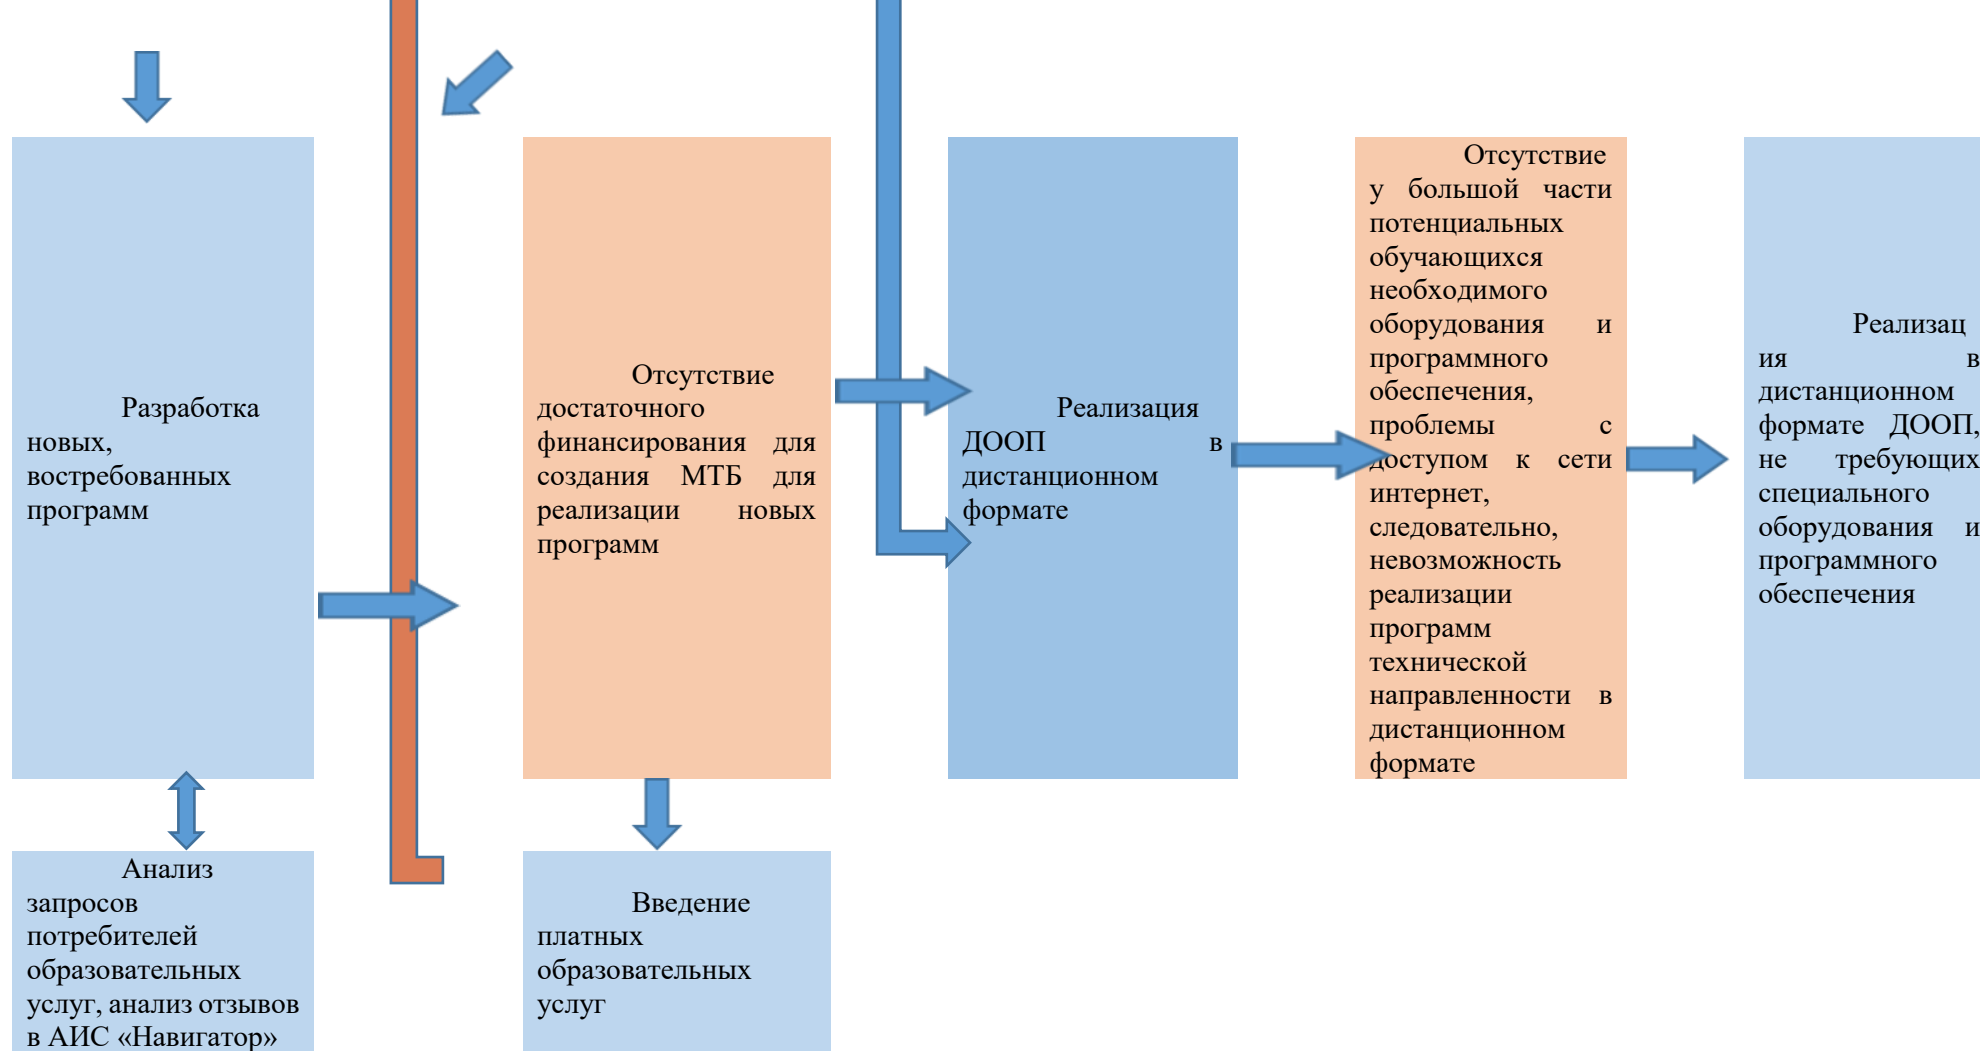 Разработка
новых,
востребованных
программ
Отсутствие
достаточного
финансирования для
создания МТБ для
реализации новых
программ
Реализация
ДООП в
дистанционном
формате
Отсутствие
у большой части
потенциальных
обучающихся
необходимого
оборудования и
программного
обеспечения,
проблемы с
доступом к сети
интернет,
следовательно,
невозможность
реализации
программ
технической
направленности в
дистанционном
формате
Реализац
ия в
дистанционном
формате ДООП,
не требующих
специального
оборудования и
программного
обеспечения
Анализ
запросов
потребителей
образовательных
услуг, анализ отзывов
в АИС «Навигатор»
Введение
платных
образовательных
услуг